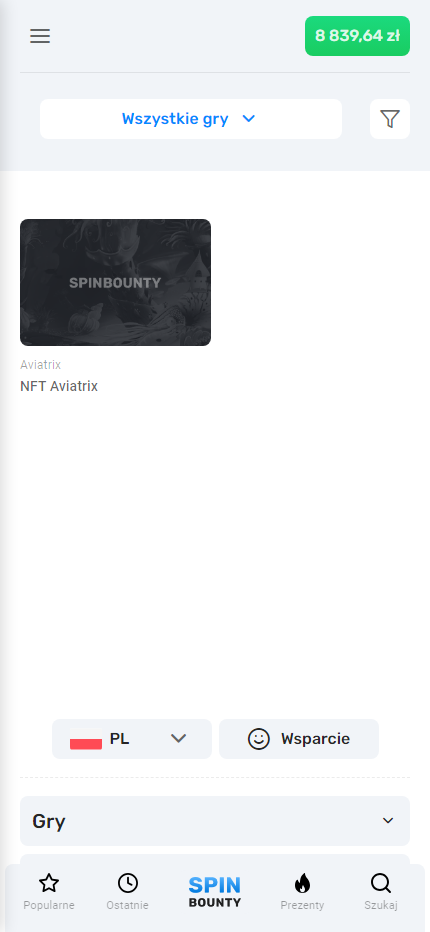 8 839,64 zł
Wszystkie gry
SPINBOUNTY
Aviatrix
NFT Aviatrix
PL
Wsparcie
Gry
Popularne
Ostatnie
SPIN
BOUNTY
Prezenty
Szukaj